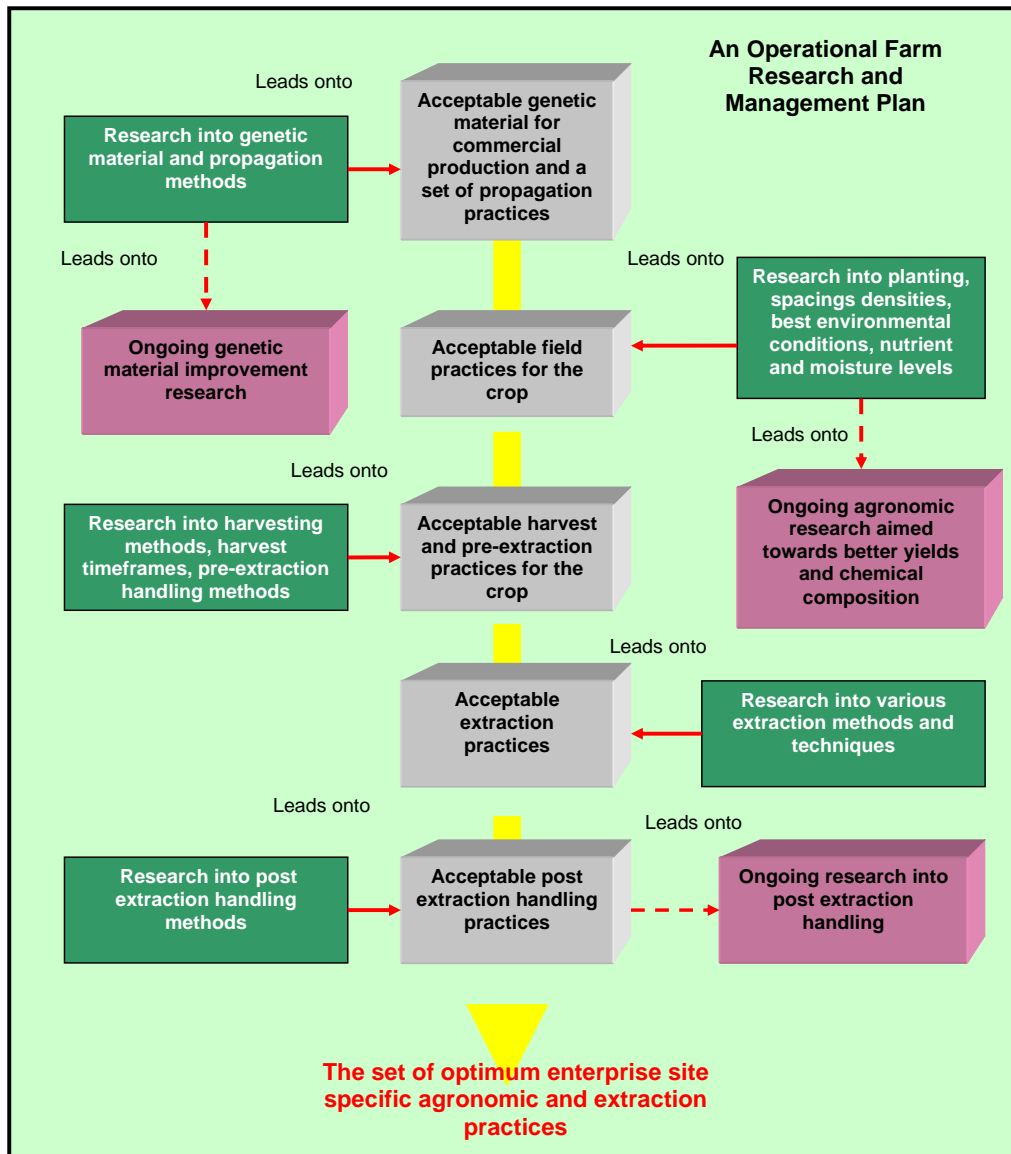 An Operational Farm
Research and
Management Plan
Leads onto
Research into genetic
material and propagation
methods
Acceptable genetic
material for
commercial
production and a
set of propagation
practices
Leads onto
Ongoing genetic
material improvement
research
Leads onto
Research into planting,
spacings densities,
best environmental
conditions, nutrient
and moisture levels
Acceptable field
practices for the
crop
Leads onto
Ongoing agronomic
research aimed
towards better yields
and chemical
composition
Leads onto
Research into harvesting
methods, harvest
timeframes, pre-extraction
handling methods
Acceptable harvest
and pre-extraction
practices for the
crop
Leads onto
Acceptable
extraction
practices
Research into various
extraction methods and
techniques
Leads onto
Research into post
extraction handling
methods
Acceptable post
extraction handling
practices
Leads onto
Ongoing research into
post extraction
handling
The set of optimum enterprise site
specific agronomic and extraction
practices